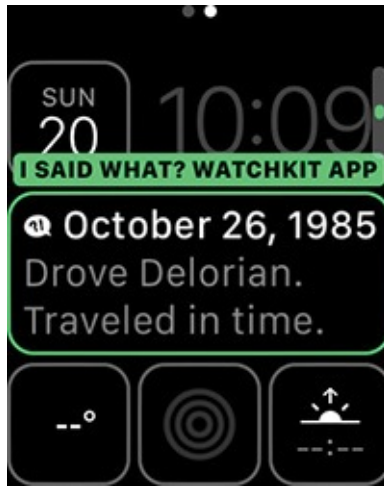 SUN
20
10:09
I SAID WHAT? WATCHKIT APP
October 26, 1985
Drove Delorian.
Traveled in time.
--°
--:--